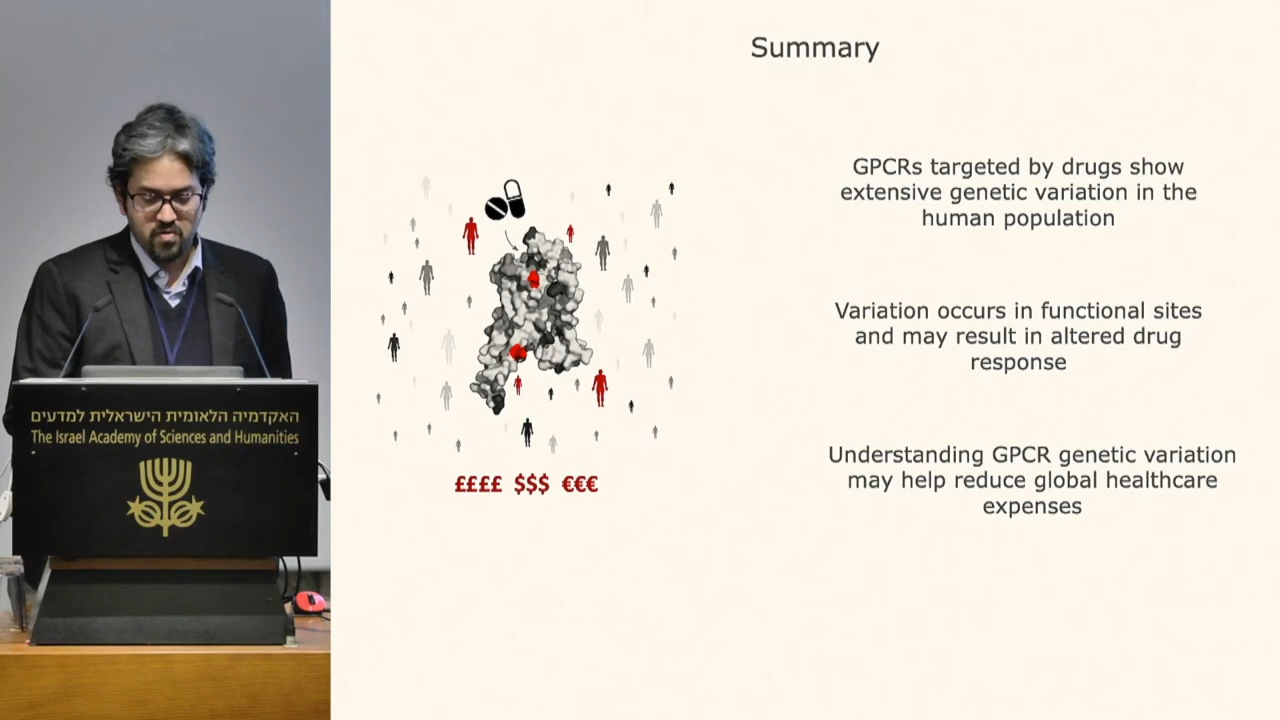 האקדמיה הלאומית הישראלית למדעים
The Israel Academy of Sciences and Humanities
Summary
GPCRs targeted by drugs show
extensive genetic variation in the
human population
Variation occurs in functional sites
and may result in altered drug
response
Understanding GPCR genetic variation
may help reduce global healthcare
expenses
££££ $$$ €€€